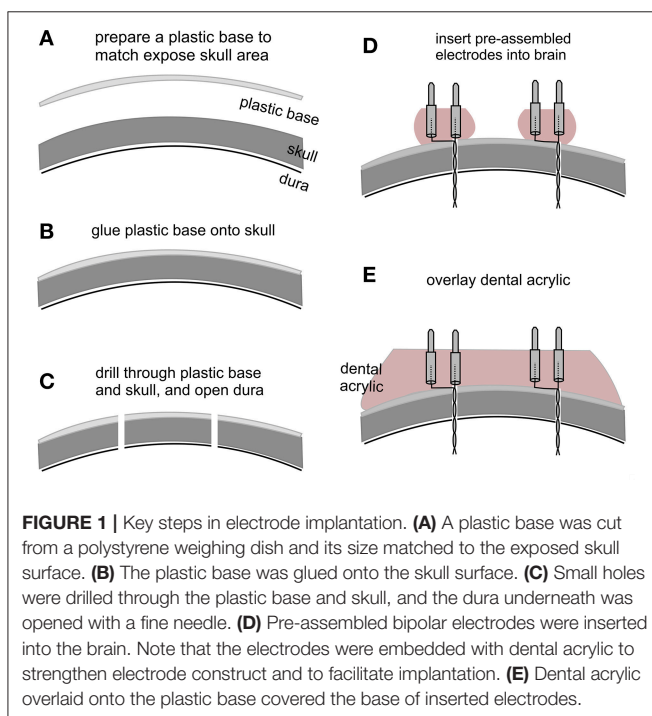 A
prepare a plastic base to
match expose skull area
plastic base
skull
dura
B
glue plastic base onto skull
C
drill through plastic base
and skull, and open dura
D
insert pre-assembled
electrodes into brain
E
overlay dental acrylic
dental
acrylic
FIGURE 1 | Key steps in electrode implantation. (A) A plastic base was cut
from a polystyrene weighing dish and its size matched to the exposed skull
surface. (B) The plastic base was glued onto the skull surface. (C) Small holes
were drilled through the plastic base and skull, and the dura underneath was
opened with a fine needle. (D) Pre-assembled bipolar electrodes were inserted
into the brain. Note that the electrodes were embedded with dental acrylic to
strengthen electrode construct and to facilitate implantation. (E) Dental acrylic
overlaid onto the plastic base covered the base of inserted electrodes.